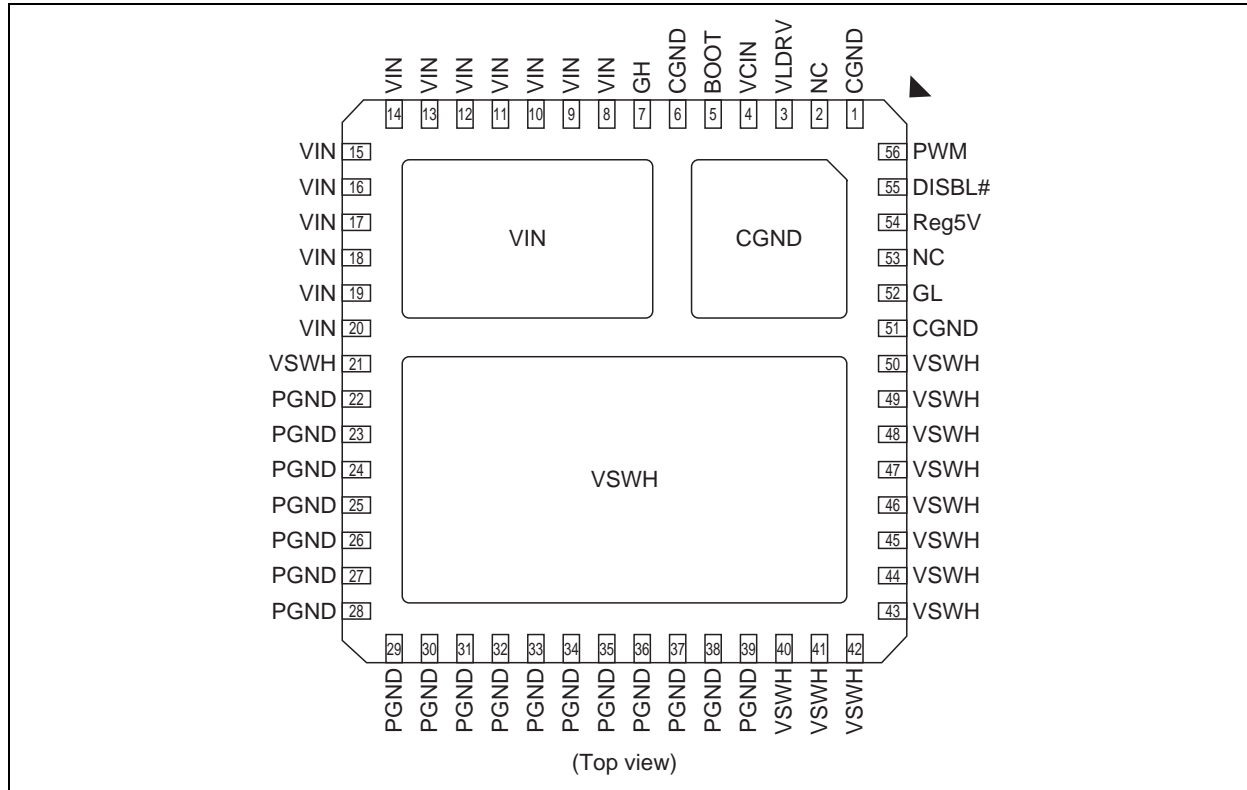 VIN VIN VIN VIN VIN VIN VIN GH CGND BOOT VCIN VLDRV NC CGND
14 13 12 11 10 9 8 7 6 5 4 3 2 1
VIN 15
VIN 16
VIN 17
VIN 18
VIN 19
VIN 20
VSWH 21
PGND 22
PGND 23
PGND 24
PGND 25
PGND 26
PGND 27
PGND 28
VIN
CGND
VSWH
56 PWM
55 DISBL#
54 Reg5V
53 NC
52 GL
51 CGND
50 VSWH
49 VSWH
48 VSWH
47 VSWH
46 VSWH
45 VSWH
44 VSWH
43 VSWH
29 30 31 32 33 34 35 36 37 38 39 40 41 42
PGND PGND PGND PGND PGND PGND PGND PGND PGND PGND PGND VSWH VSWH VSWH
(Top view)